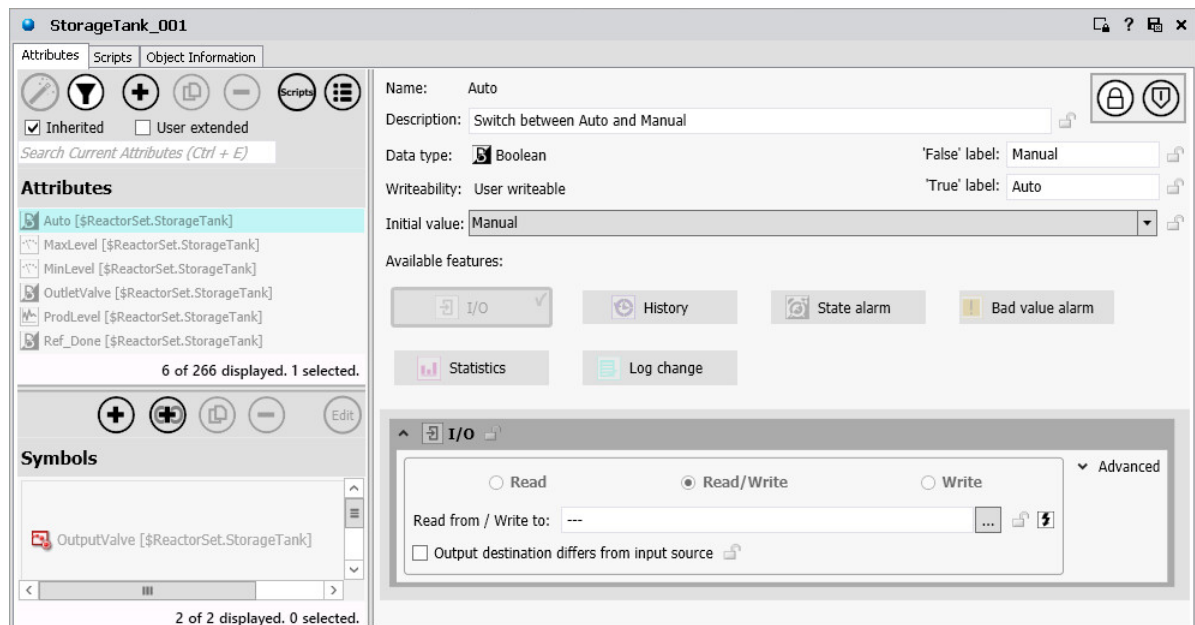 StorageTank_001
?
Attributes
Scripts
Object Information
Scripts
Inherited
User extended
Search Current Attributes (Ctrl + E)
Attributes
Auto [$ReactorSet.StorageTank]
MaxLevel [$ReactorSet.StorageTank]
MinLevel [$ReactorSet.StorageTank]
OutletValve [$ReactorSet.StorageTank]
ProdLevel [$ReactorSet.StorageTank]
Ref_Done [$ReactorSet.StorageTank]
6 of 266 displayed. 1 selected.
Edit
Symbols
OutputValve [$ReactorSet.StorageTank]
2 of 2 displayed. 0 selected.
Name: Auto
Description: Switch between Auto and Manual
Data type: Boolean
'False' label: Manual
Writeability: User writeable
'True' label: Auto
Initial value: Manual
Available features:
I/O
History
State alarm
Bad value alarm
Statistics
Log change
I/O
Read
Read/Write
Write
Advanced
Read from / Write to: ---
...
Output destination differs from input source